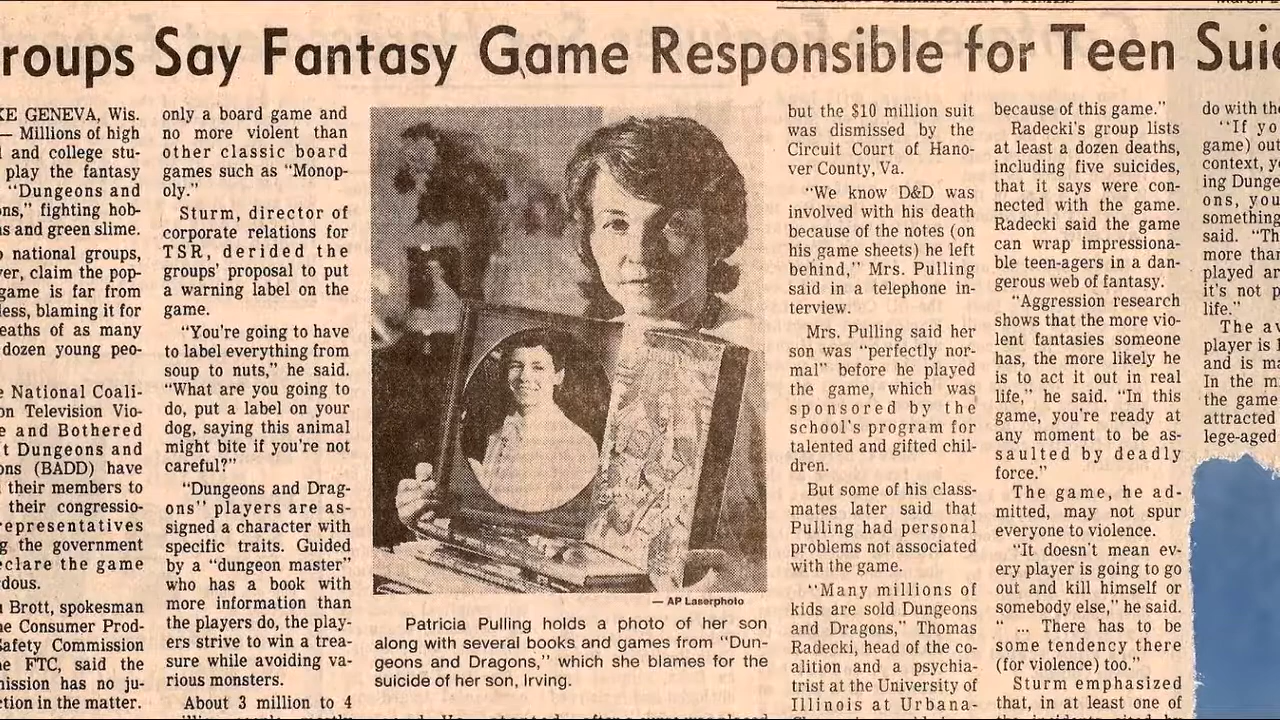 roups Say Fantasy Game Responsible for Teen Suic
KE GENEVA, Wis.
— Millions of high
l and college stu-
play the fantasy
"Dungeons and
ons," fighting hob-
s and green slime.
national groups,
ver, claim the pop-
game is far from
less, blaming it for
eaths of as many
dozen young peo-
e National Coali-
on Television Vio-
e and Bothered
t Dungeons and
ons (BADD) have
their members to
their congressio-
representatives
g the government
eclare the game
dous.
Brott, spokesman
he Consumer Prod-
Safety Commission
he FTC, said the
mission has no ju-
ction in the matter.
only a board game and
no more violent than
other classic board
games such as "Monop-
oly."
Sturm, director of
corporate relations for
TSR, derided the
groups' proposal to put
a warning label on the
game.
"You're going to have
to label everything from
soup to nuts," he said.
"What are you going to
do, put a label on your
dog, saying this animal
might bite if you're not
careful?"
"Dungeons and Drag-
ons" players are as-
signed a character with
specific traits. Guided
by a "dungeon master"
who has a book with
more information than
the players do, the play-
ers strive to win a trea-
sure while avoiding va-
rious monsters.
About 3 million to 4
— AP Laserphoto
Patricia Pulling holds a photo of her son
along with several books and games from "Dun-
geons and Dragons," which she blames for the
suicide of her son, Irving.
but the $10 million suit
was dismissed by the
Circuit Court of Hano-
ver County, Va.
"We know D&D was
involved with his death
because of the notes (on
his game sheets) he left
behind," Mrs. Pulling
said in a telephone in-
terview.
Mrs. Pulling said her
son was "perfectly nor-
mal" before he played
the game, which was
sponsored by the
school's program for
talented and gifted chil-
dren.
But some of his class-
mates later said that
Pulling had personal
problems not associated
with the game.
"Many millions of
kids are sold Dungeons
and Dragons," Thomas
Radecki, head of the co-
alition and a psychia-
trist at the University of
Illinois at Urbana-
because of this game."
Radecki's group lists
at least a dozen deaths,
including five suicides,
that it says were con-
nected with the game.
Radecki said the game
can wrap impressiona-
ble teen-agers in a dan-
gerous web of fantasy.
"Aggression research
shows that the more vio-
lent fantasies someone
has, the more likely he
is to act it out in real
life," he said. "In this
game, you're ready at
any moment to be as-
saulted by deadly
force."
The game, he ad-
mitted, may not spur
everyone to violence.
"It doesn't mean ev-
ery player is going to go
out and kill himself or
somebody else," he said.
" ... There has to be
some tendency there
(for violence) too."
Sturm emphasized
that, in at least one of
do with the
"If yo
game) out
context, yo
ing Dunge
ons, you
something
said. "Th
more than
played ar
it's not p
life."
The av
player is 1
and is ma
In the m
the game
attracted
lege-aged